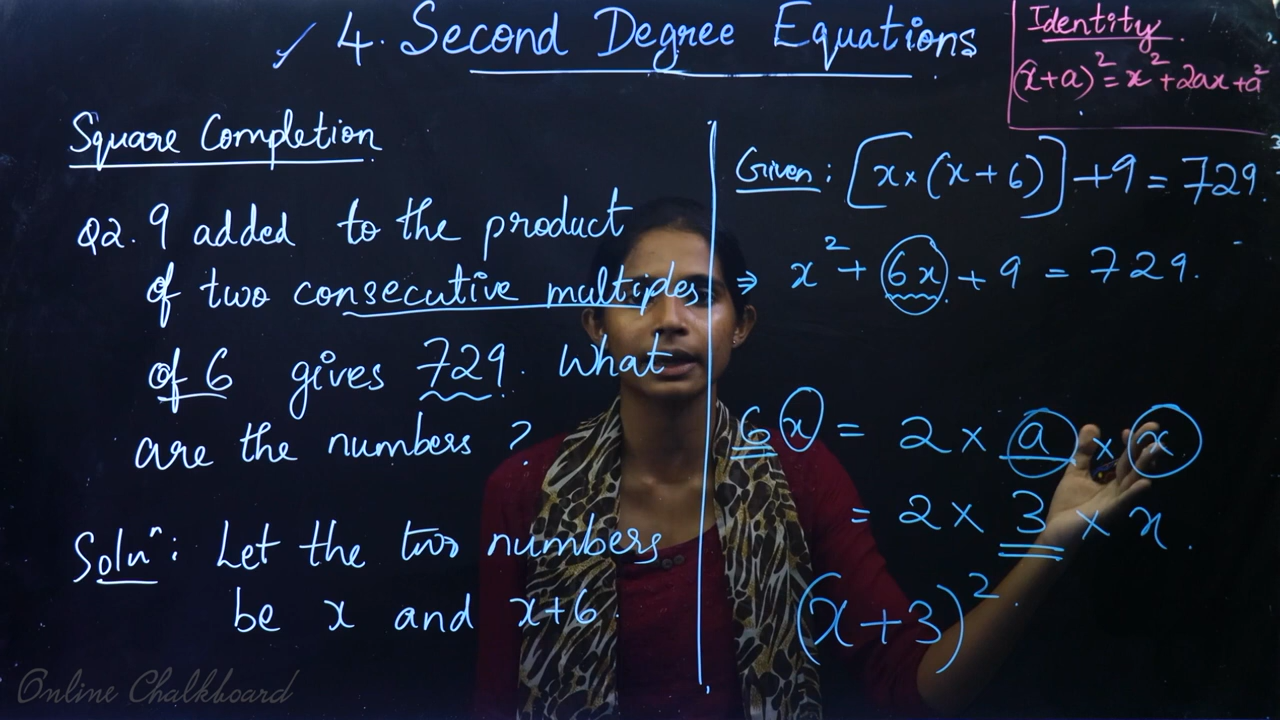 ✓ 4. Second Degree Equations
Identity.
(x+a)² = x² + 2ax + a²
Square Completion
Q2. 9 added to the product
of two consecutive multiples
of 6 gives 729. What
are the numbers?
Soluⁿ: Let the two numbers
be x and x+6.
Given: [x×(x+6)] +9 = 729.
⇒ x² + 6x + 9 = 729.
6x = 2 × a × x
= 2 × 3 × x.
(x+3)².
Online Chalkboard